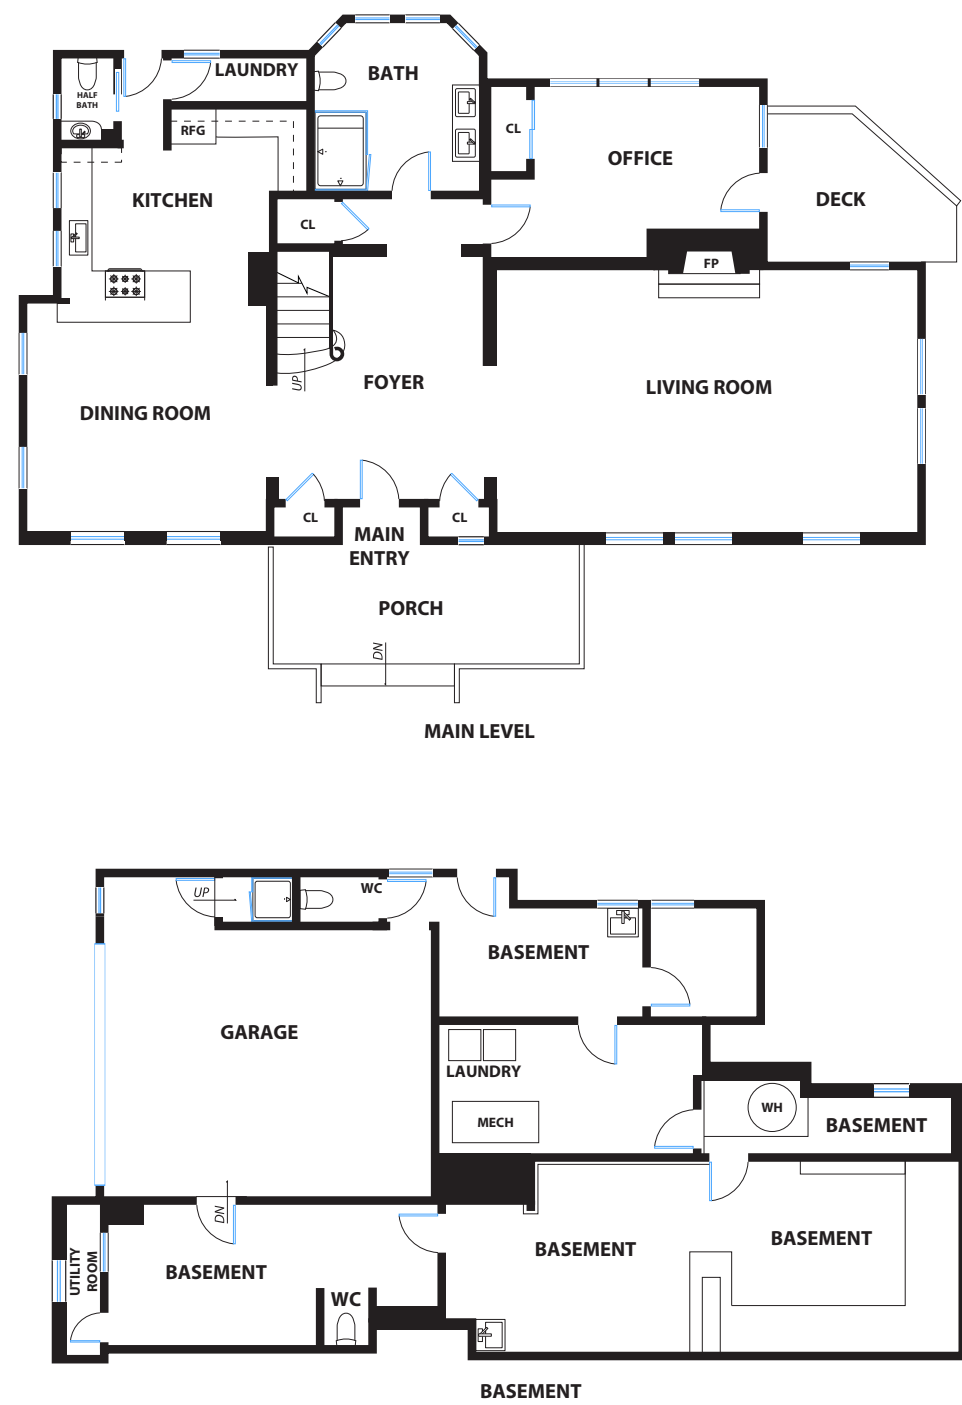 BATH
LAUNDRY
HALF
BATH
RFG
CL
OFFICE
KITCHEN
DECK
CL
FP
UP
FOYER
LIVING ROOM
DINING ROOM
CL
CL
MAIN
ENTRY
PORCH
DN
MAIN LEVEL
UP
WC
BASEMENT
GARAGE
LAUNDRY
MECH
WH
BASEMENT
DN
UTILITY
ROOM
BASEMENT
BASEMENT
BASEMENT
WC
BASEMENT